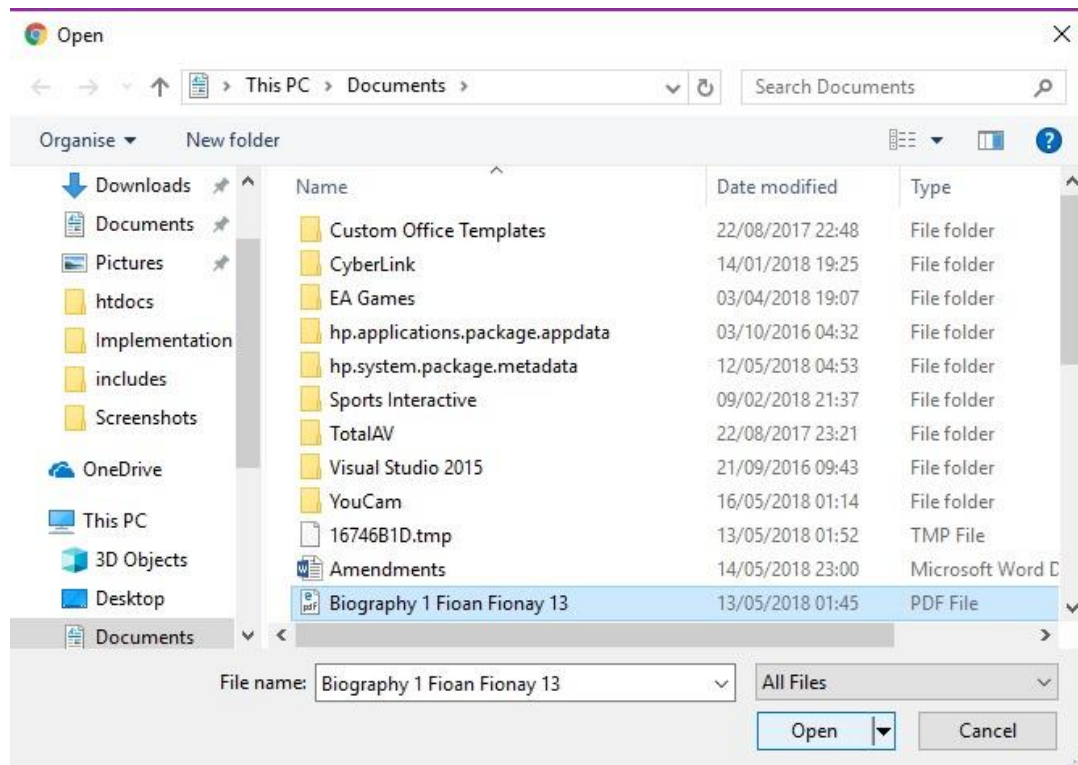 Open
This PC > Documents >
Search Documents
Organise New folder
Downloads
Documents
Pictures
htdocs
Implementation
includes
Screenshots
OneDrive
This PC
3D Objects
Desktop
Documents
Name Date modified Type
Custom Office Templates 22/08/2017 22:48 File folder
CyberLink 14/01/2018 19:25 File folder
EA Games 03/04/2018 19:07 File folder
hp.applications.package.appdata 03/10/2016 04:32 File folder
hp.system.package.metadata 12/05/2018 04:53 File folder
Sports Interactive 09/02/2018 21:37 File folder
TotalAV 22/08/2017 23:21 File folder
Visual Studio 2015 21/09/2016 09:43 File folder
YouCam 16/05/2018 01:14 File folder
16746B1D.tmp 13/05/2018 01:52 TMP File
Amendments 14/05/2018 23:00 Microsoft Word D
Biography 1 Fioan Fionay 13 13/05/2018 01:45 PDF File
File name: Biography 1 Fioan Fionay 13 All Files
Open Cancel